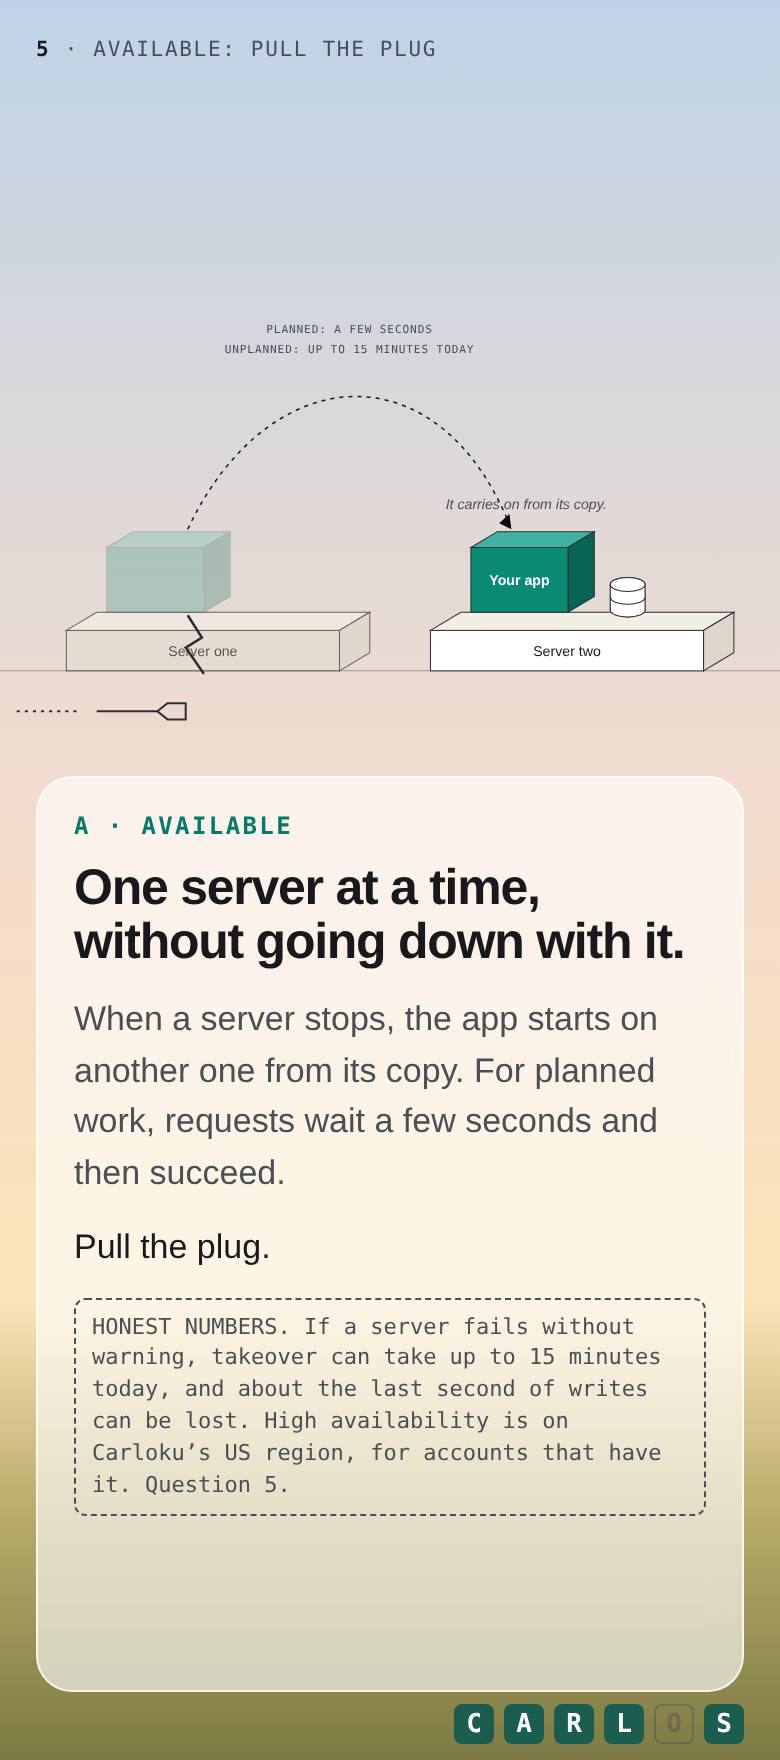 5 · AVAILABLE: PULL THE PLUG
PLANNED: A FEW SECONDS
UNPLANNED: UP TO 15 MINUTES TODAY
It carries on from its copy.
Your app
Server one
Server two
A · AVAILABLE
One server at a time,
without going down with it.
When a server stops, the app starts on
another one from its copy. For planned
work, requests wait a few seconds and
then succeed.
Pull the plug.
HONEST NUMBERS. If a server fails without
warning, takeover can take up to 15 minutes
today, and about the last second of writes
can be lost. High availability is on
Carloku’s US region, for accounts that have
it. Question 5.
C A R L O S